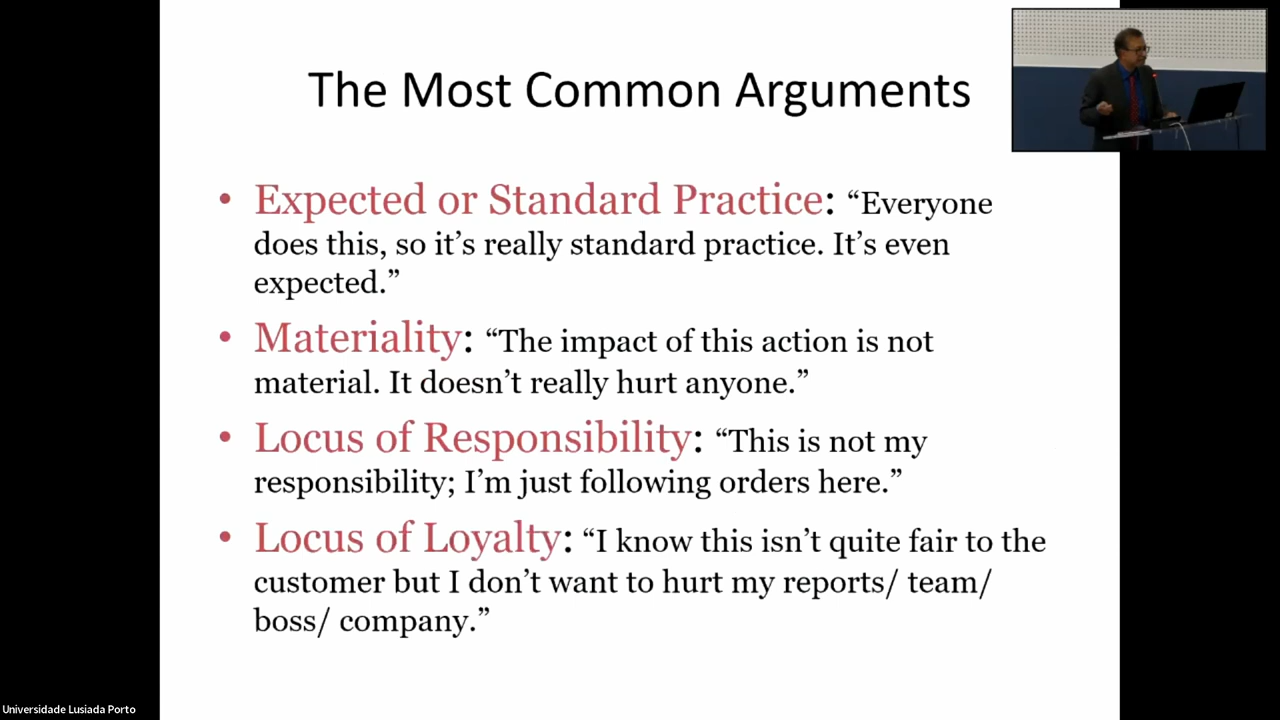 The Most Common Arguments
• Expected or Standard Practice: “Everyone
does this, so it’s really standard practice. It’s even
expected.”
• Materiality: “The impact of this action is not
material. It doesn’t really hurt anyone.”
• Locus of Responsibility: “This is not my
responsibility; I’m just following orders here.”
• Locus of Loyalty: “I know this isn’t quite fair to the
customer but I don’t want to hurt my reports/ team/
boss/ company.”
Universidade Lusiada Porto